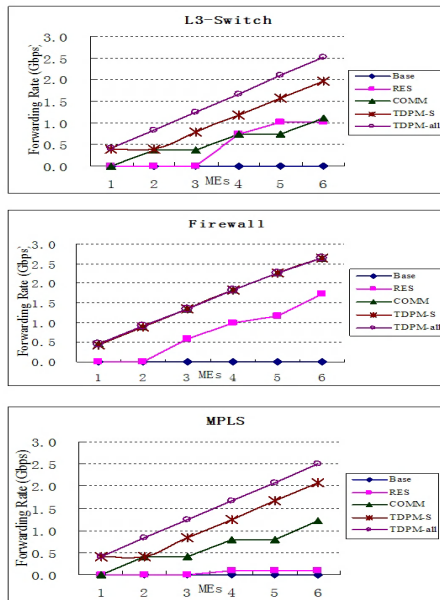 L3-Switch
Forwarding Rate (Gbps)
3.0
2.5
2.0
1.5
1.0
0.5
0.0
1 2 3 4 5 6
MEs
Base
RES
COMM
TDPM-S
TDPM-all
Firewall
Forwarding Rate (Gbps)
3.0
2.5
2.0
1.5
1.0
0.5
0.0
1 2 3 4 5 6
MEs
Base
RES
COMM
TDPM-S
TDPM-all
MPLS
Forwarding Rate (Gbps)
3.0
2.5
2.0
1.5
1.0
0.5
0.0
1 2 3 4 5 6
MEs
Base
RES
COMM
TDPM-S
TDPM-all